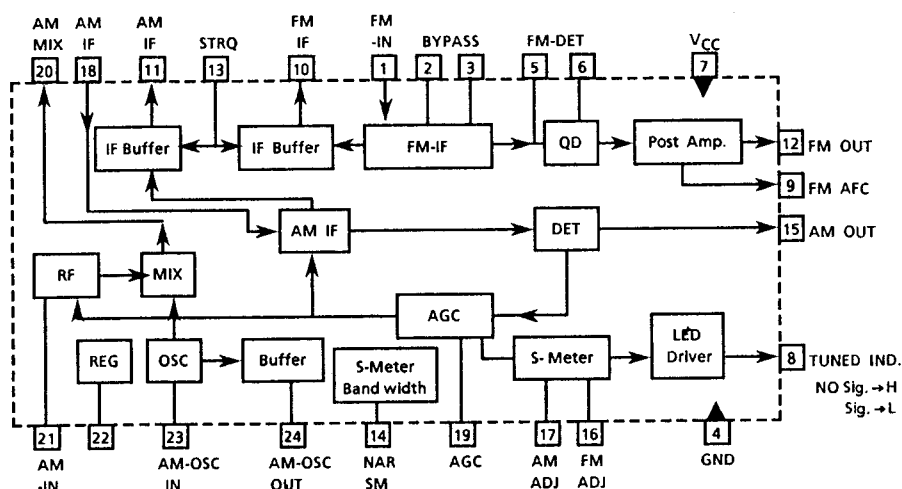 AM MIX
AM IF
AM IF
STRQ
FM IF
FM -IN
BYPASS
FM-DET
VCC
20
18
11
13
10
1
2
3
5
6
7
IF Buffer
IF Buffer
FM-IF
QD
Post Amp.
12 FM OUT
9 FM AFC
AM IF
DET
15 AM OUT
RF
MIX
AGC
REG
OSC
Buffer
S-Meter Band width
S-Meter
LED Driver
8 TUNED IND.
NO Sig. →H
Sig. →L
21
22
23
24
14
19
17
16
4
AM -IN
AM-OSC IN
AM-OSC OUT
NAR SM
AGC
AM ADJ
FM ADJ
GND